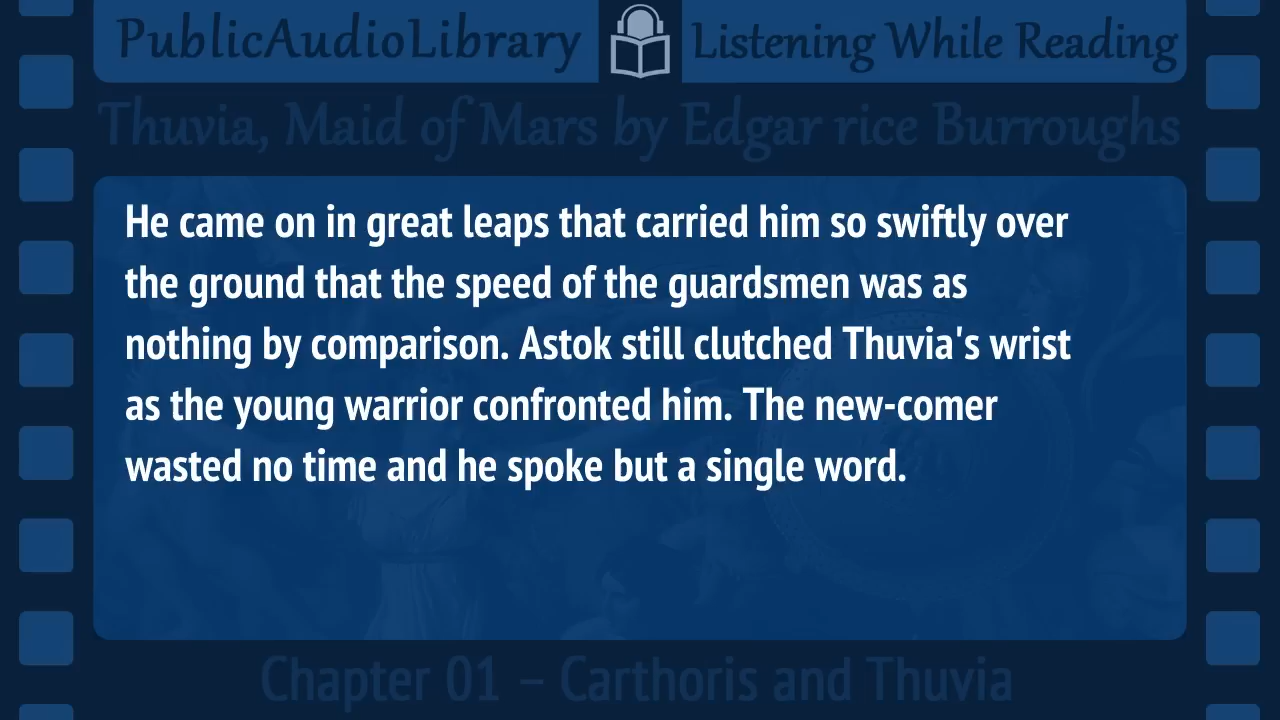 PublicAudioLibrary Listening While Reading
Thuvia, Maid of Mars by Edgar rice Burroughs
He came on in great leaps that carried him so swiftly over
the ground that the speed of the guardsmen was as
nothing by comparison. Astok still clutched Thuvia's wrist
as the young warrior confronted him. The new-comer
wasted no time and he spoke but a single word.
Chapter 01 – Carthoris and Thuvia